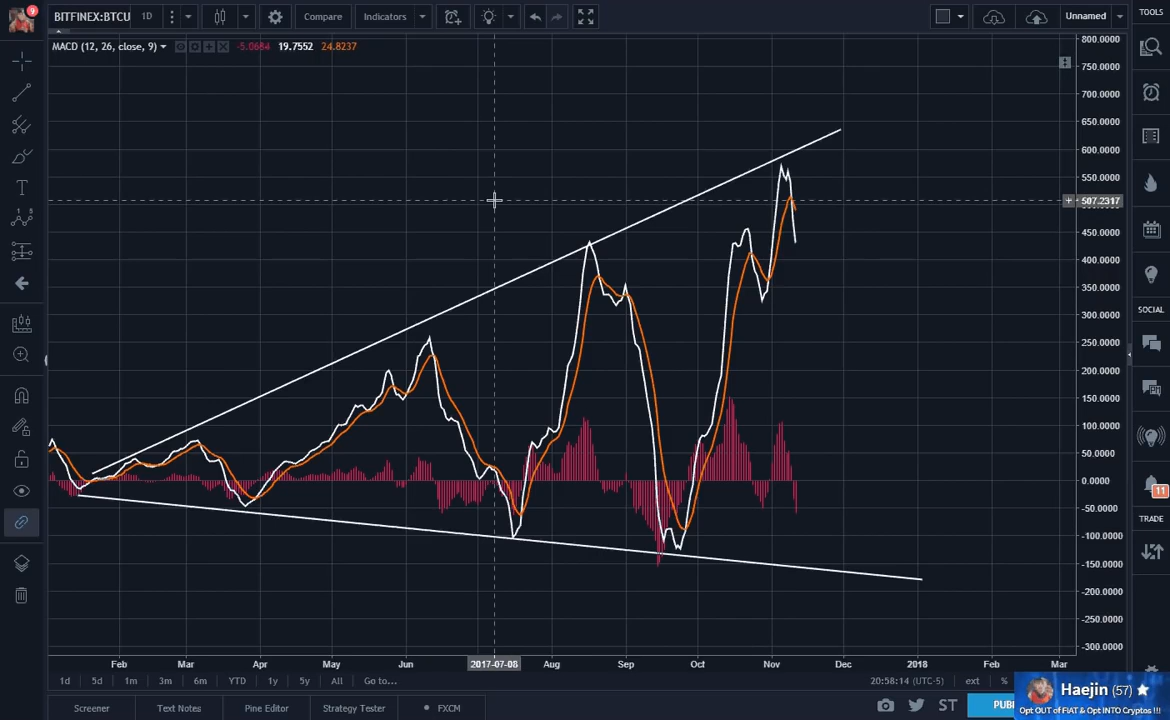 9
BITFINEX:BTCU 1D Compare Indicators Unnamed TOOLS
MACD (12, 26, close, 9) -5.0684 19.7552 24.8237
800.0000
750.0000
700.0000
650.0000
600.0000
550.0000
507.2317
450.0000
400.0000
350.0000
300.0000
250.0000
200.0000
150.0000
100.0000
50.0000
0.0000
-50.0000
-100.0000
-150.0000
-200.0000
-250.0000
-300.0000
SOCIAL
11
TRADE
Feb Mar Apr May Jun 2017-07-08 Aug Sep Oct Nov Dec 2018 Feb Mar
1d 5d 1m 3m 6m YTD 1y 5y All Go to... 20:58:14 (UTC-5) ext %
Screener Text Notes Pine Editor Strategy Tester FXCM ST PUB
Haejin (57)
Opt OUT of FIAT & Opt INTO Cryptos !!!